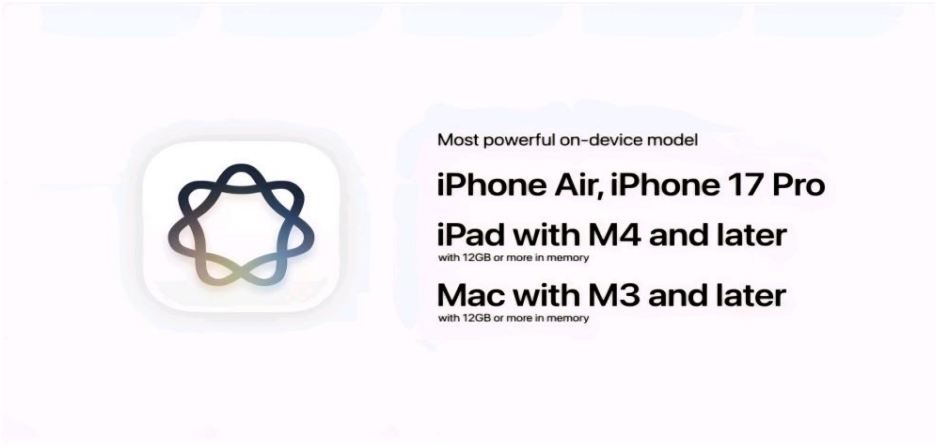 Most powerful on-device model
iPhone Air, iPhone 17 Pro
iPad with M4 and later
with 12GB or more in memory
Mac with M3 and later
with 12GB or more in memory